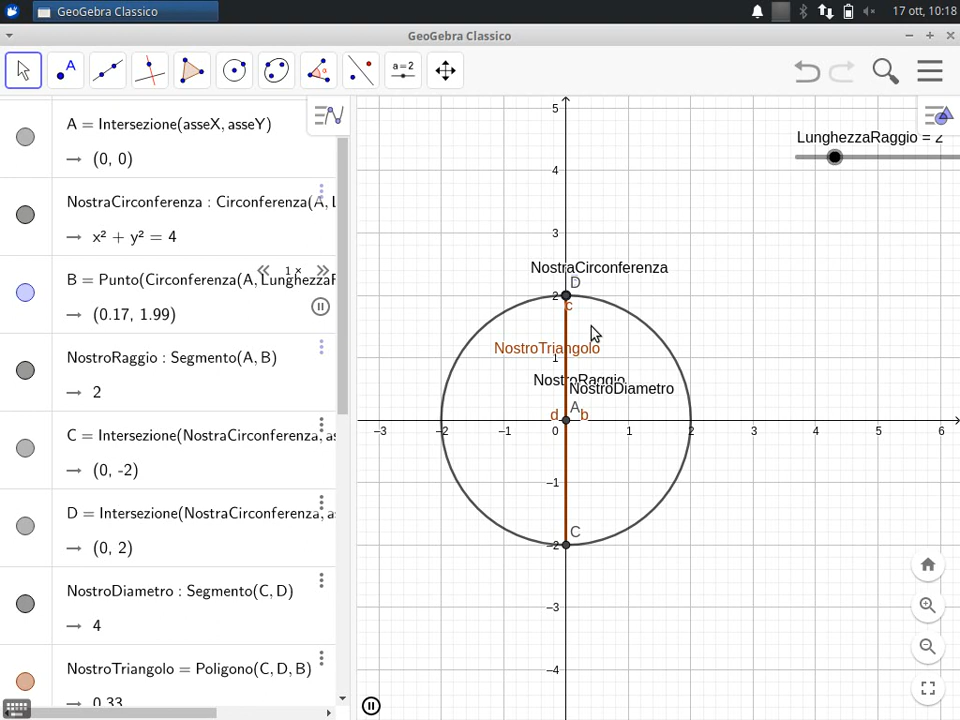 GeoGebra Classico
17 ott, 10:18
GeoGebra Classico
A
a=2
A = Intersezione(asseX, asseY)
→ (0, 0)
NostraCirconferenza : Circonferenza(A, L
→ x² + y² = 4
1 ×
B = Punto(Circonferenza(A, LunghezzaR
→ (0.17, 1.99)
NostroRaggio : Segmento(A, B)
→ 2
C = Intersezione(NostraCirconferenza, as
→ (0, -2)
D = Intersezione(NostraCirconferenza, as
→ (0, 2)
NostroDiametro : Segmento(C, D)
→ 4
NostroTriangolo = Poligono(C, D, B)
→ 0.33
LunghezzaRaggio = 2
5
4
3
NostraCirconferenza
D
2
c
NostroTriangolo
1
NostroRaggio
NostroDiametro
A
d b
−3 −2 −1 0 1 2 3 4 5 6
−1
C
−2
−3
−4